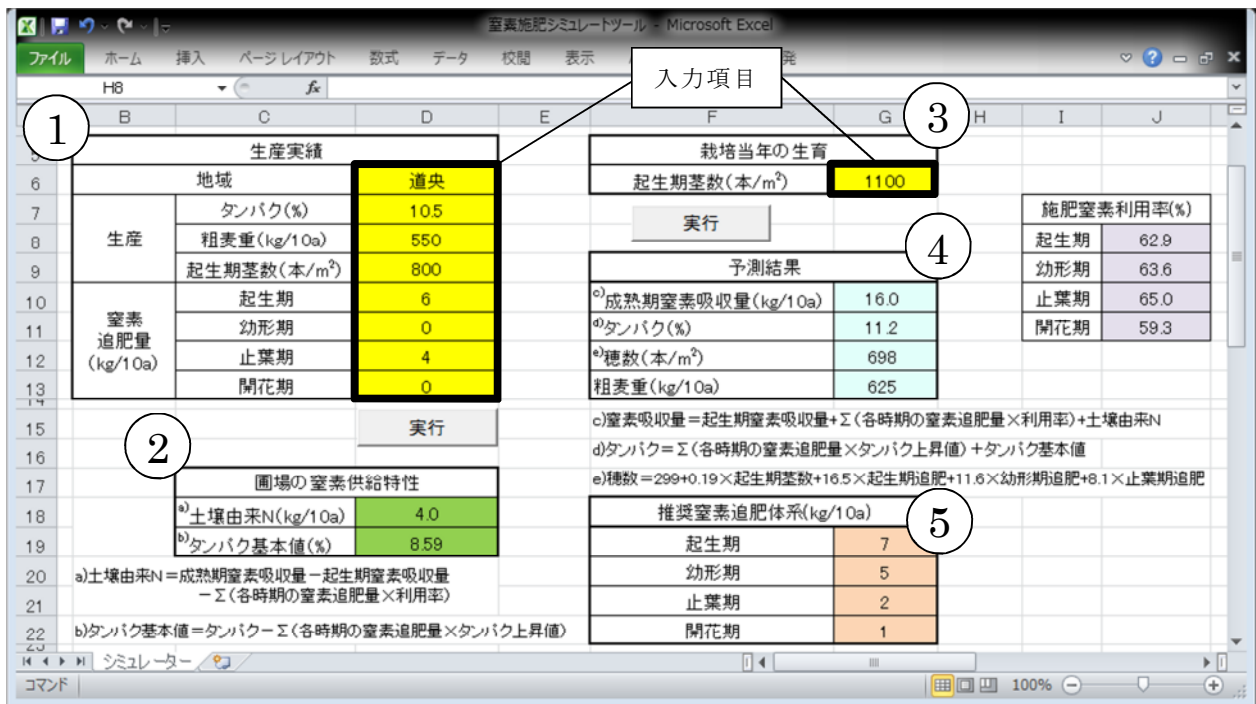 窒素施肥シミュレートツール - Microsoft Excel
ファイル ホーム 挿入 ページ レイアウト 数式 データ 校閲 表示 発
入力項目
H8 fx
① ③
B C D E F G H I J
生産実績 栽培当年の生育
6 地域 道央 起生期茎数(本/m²) 1100
7 タンパク(%) 10.5 施肥窒素利用率(%)
実行
8 生産 粗麦重(kg/10a) 550 起生期 62.9
④
9 起生期茎数(本/m²) 800 予測結果 幼形期 63.6
10 起生期 6 c)成熟期窒素吸収量(kg/10a) 16.0 止葉期 65.0
窒素
11 追肥量 幼形期 0 d)タンパク(%) 11.2 開花期 59.3
12 (kg/10a) 止葉期 4 e)穂数(本/m²) 698
13 開花期 0 粗麦重(kg/10a) 625
15 実行 c)窒素吸収量=起生期窒素吸収量+Σ(各時期の窒素追肥量×利用率)+土壌由来N
②
16 d)タンパク=Σ(各時期の窒素追肥量×タンパク上昇値)+タンパク基本値
17 圃場の窒素供給特性 e)穂数=299+0.19×起生期茎数+16.5×起生期追肥+11.6×幼形期追肥+8.1×止葉期追肥
18 a)土壌由来N(kg/10a) 4.0 推奨窒素追肥体系(kg/10a)
⑤
19 b)タンパク基本値(%) 8.59 起生期 7
20 a)土壌由来N=成熟期窒素吸収量-起生期窒素吸収量 幼形期 5
21 -Σ(各時期の窒素追肥量×利用率) 止葉期 2
22 b)タンパク基本値=タンパク-Σ(各時期の窒素追肥量×タンパク上昇値) 開花期 1
シミュレーター
コマンド 100%